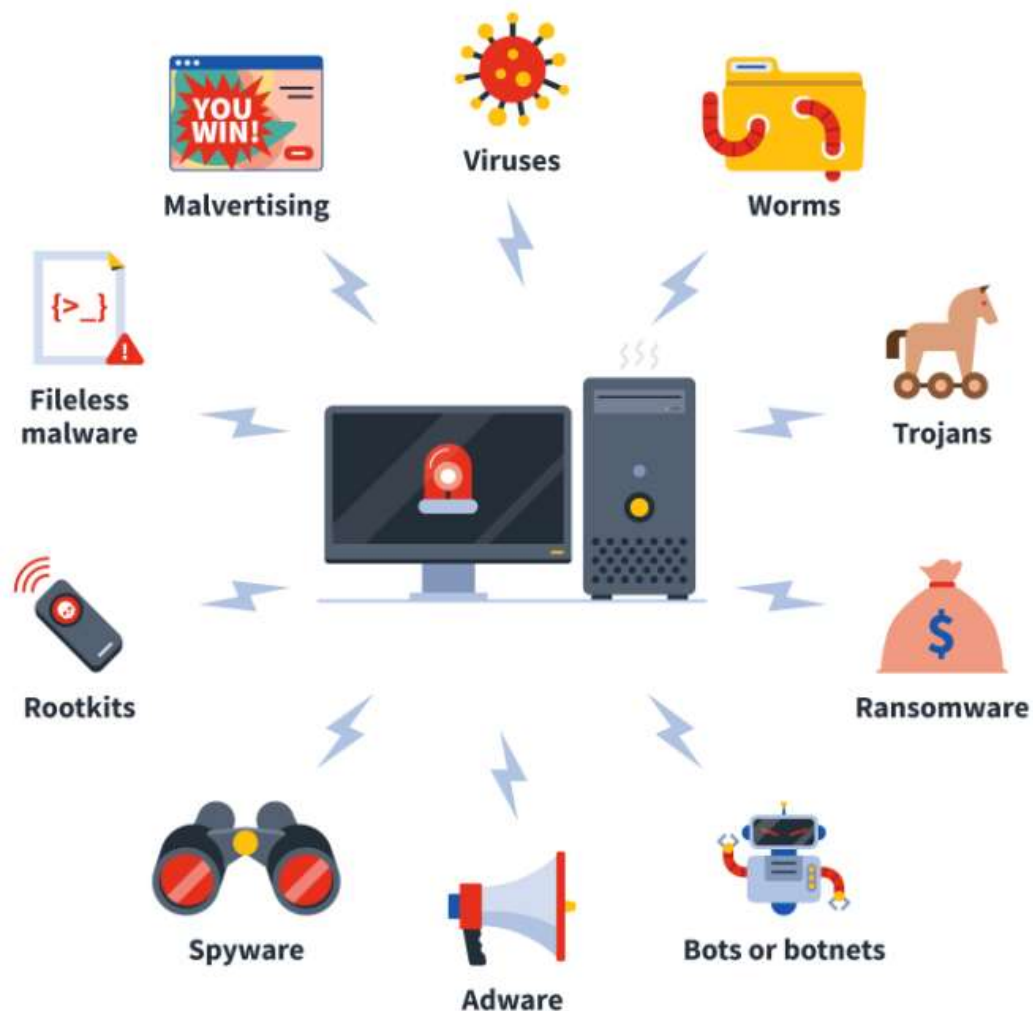 YOU
WIN!
Malvertising
Viruses
Worms
{>_}
!
Fileless
malware
Trojans
Rootkits
$
Ransomware
Spyware
Adware
Bots or botnets